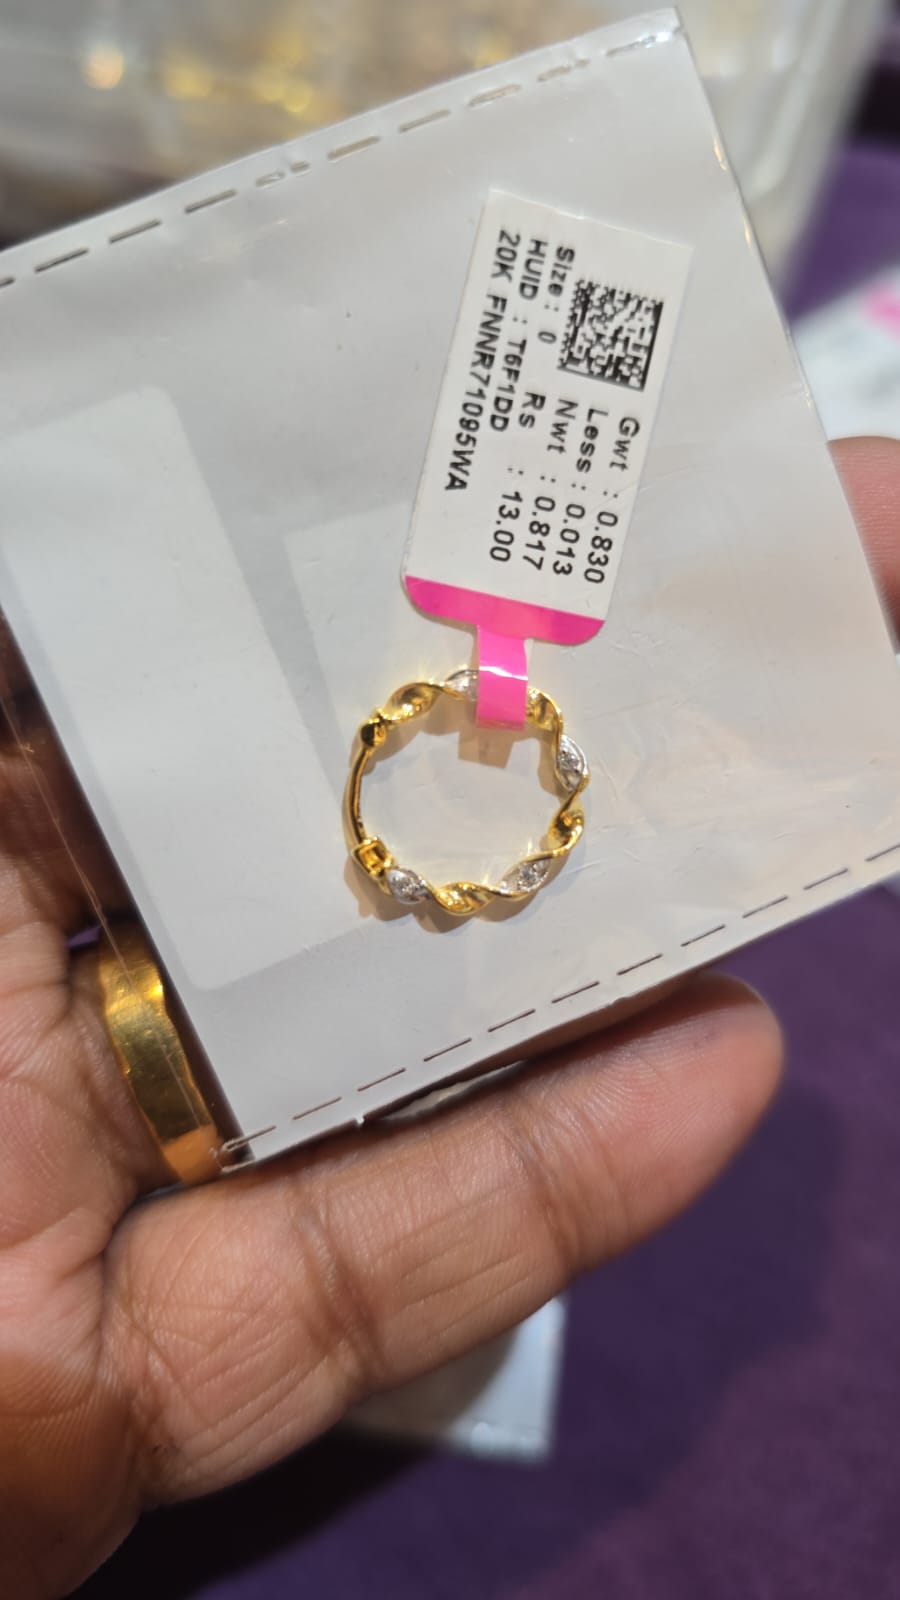 Gwt : 0.830
Less : 0.013
Nwt : 0.817
Size : 0 Rs : 13.00
HUID : T6F1DD
20K FNNR71095WA